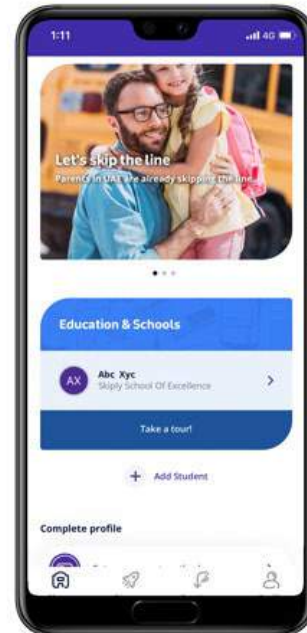 1:11
4G
Let's skip the line
Parents in UAE are already skipping the line
Education & Schools
AX
Abc Xyc
Skiply School Of Excellence
Take a tour!
+ Add Student
Complete profile